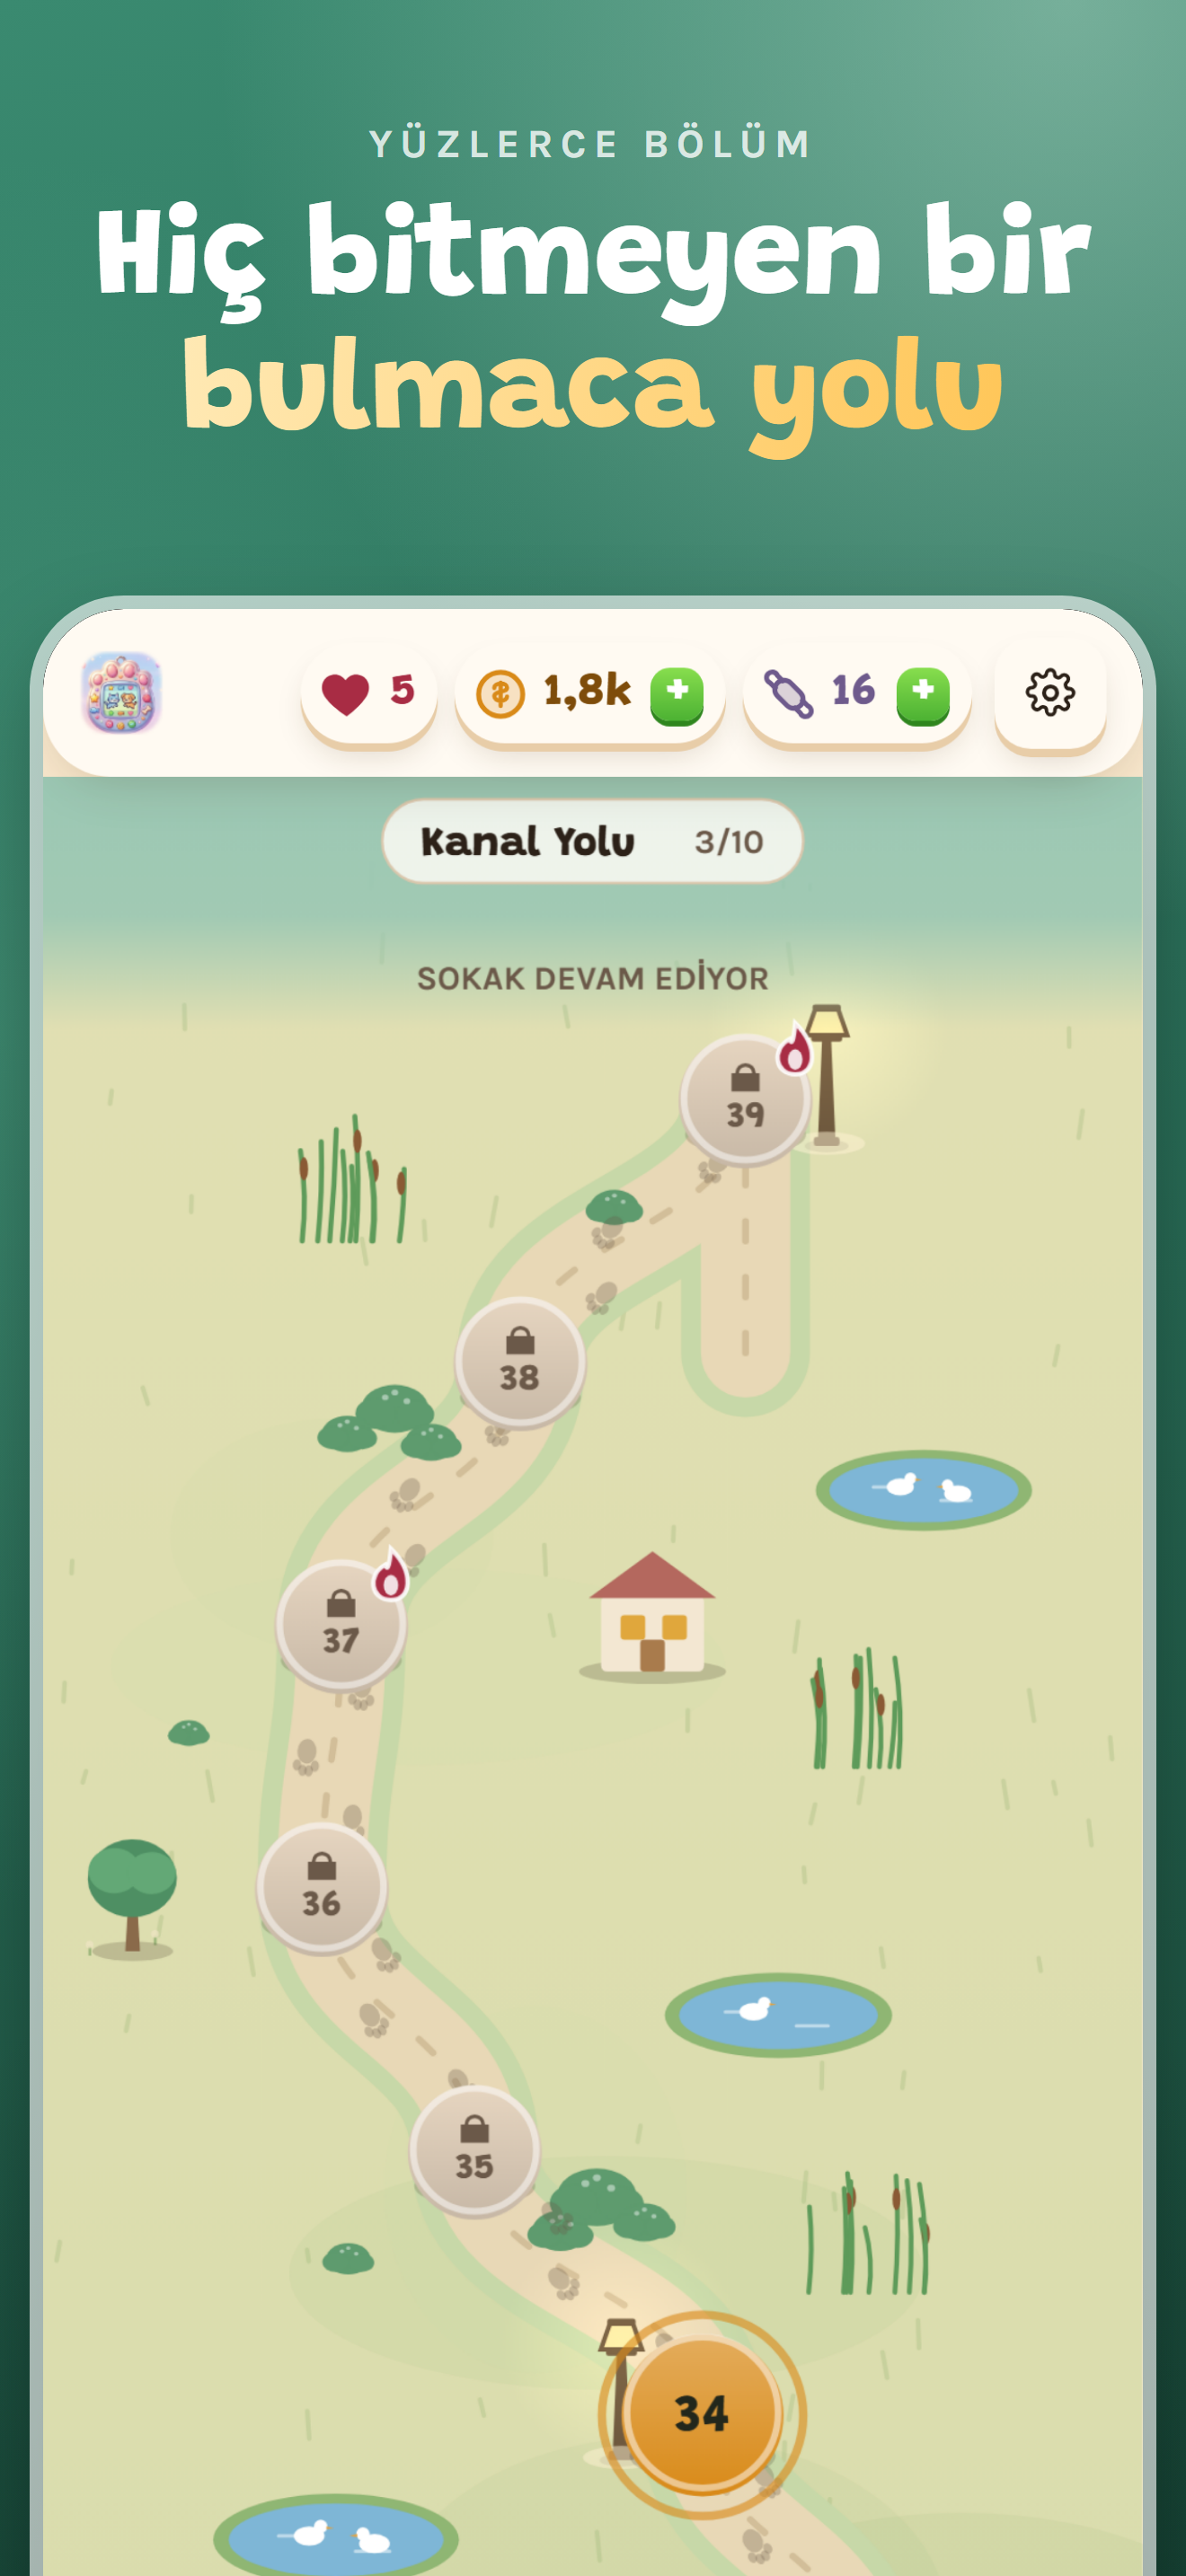 YÜZLERCE BÖLÜM
Hiç bitmeyen bir
bulmaca yolu
5 1,8k + 16 +
Kanal Yolu 3/10
SOKAK DEVAM EDİYOR
39
38
37
36
35
34